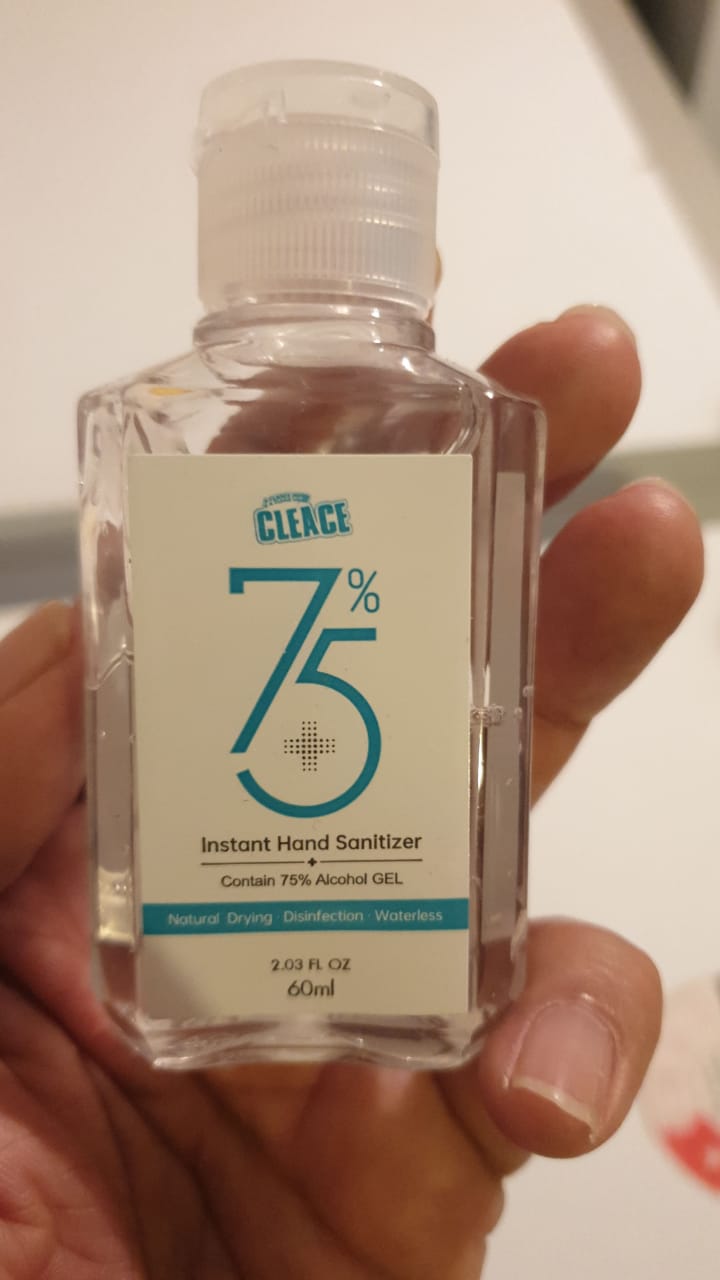 CLEACE
75%
Instant Hand Sanitizer
Contain 75% Alcohol GEL
Natural Drying · Disinfection · Waterless
2.03 FL OZ
60ml